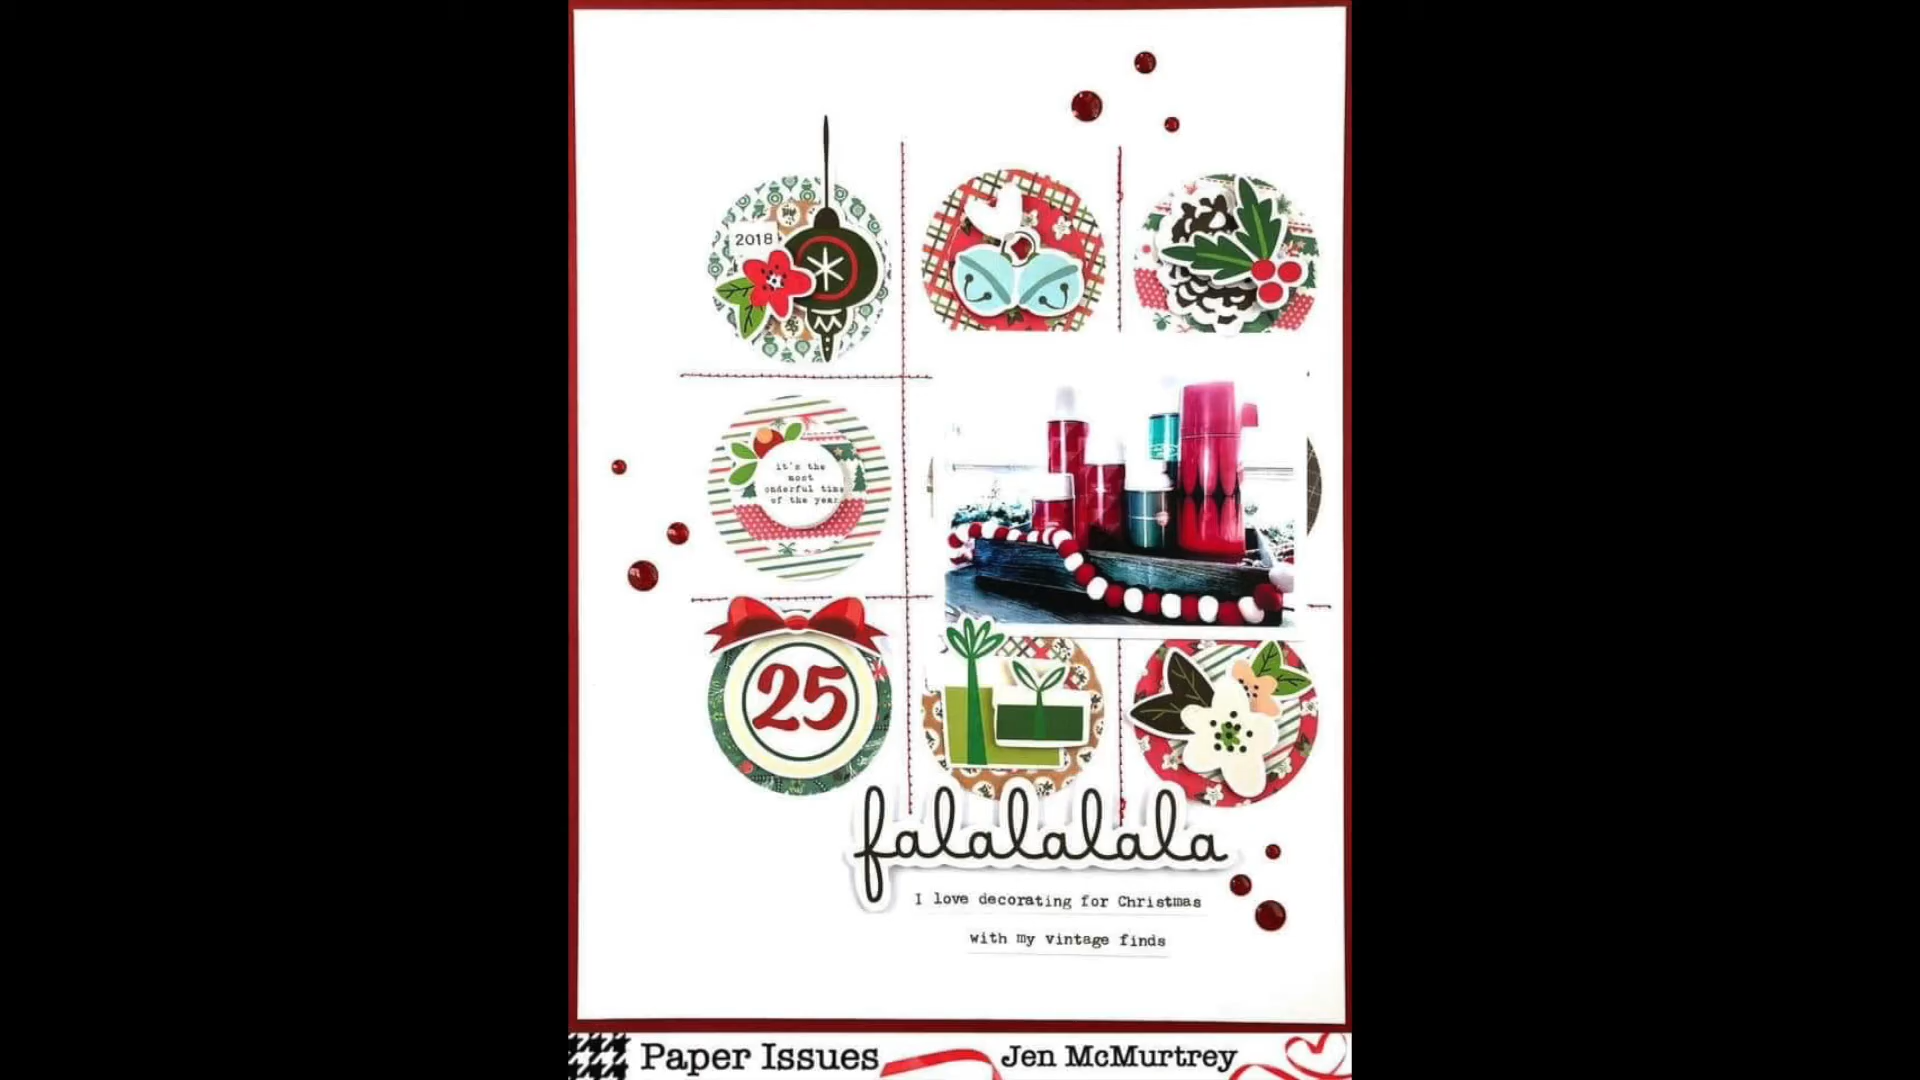 2018
it's the
most
onderful time
of the year
25
falalalala
I love decorating for Christmas
with my vintage finds
Paper Issues
Jen McMurtrey